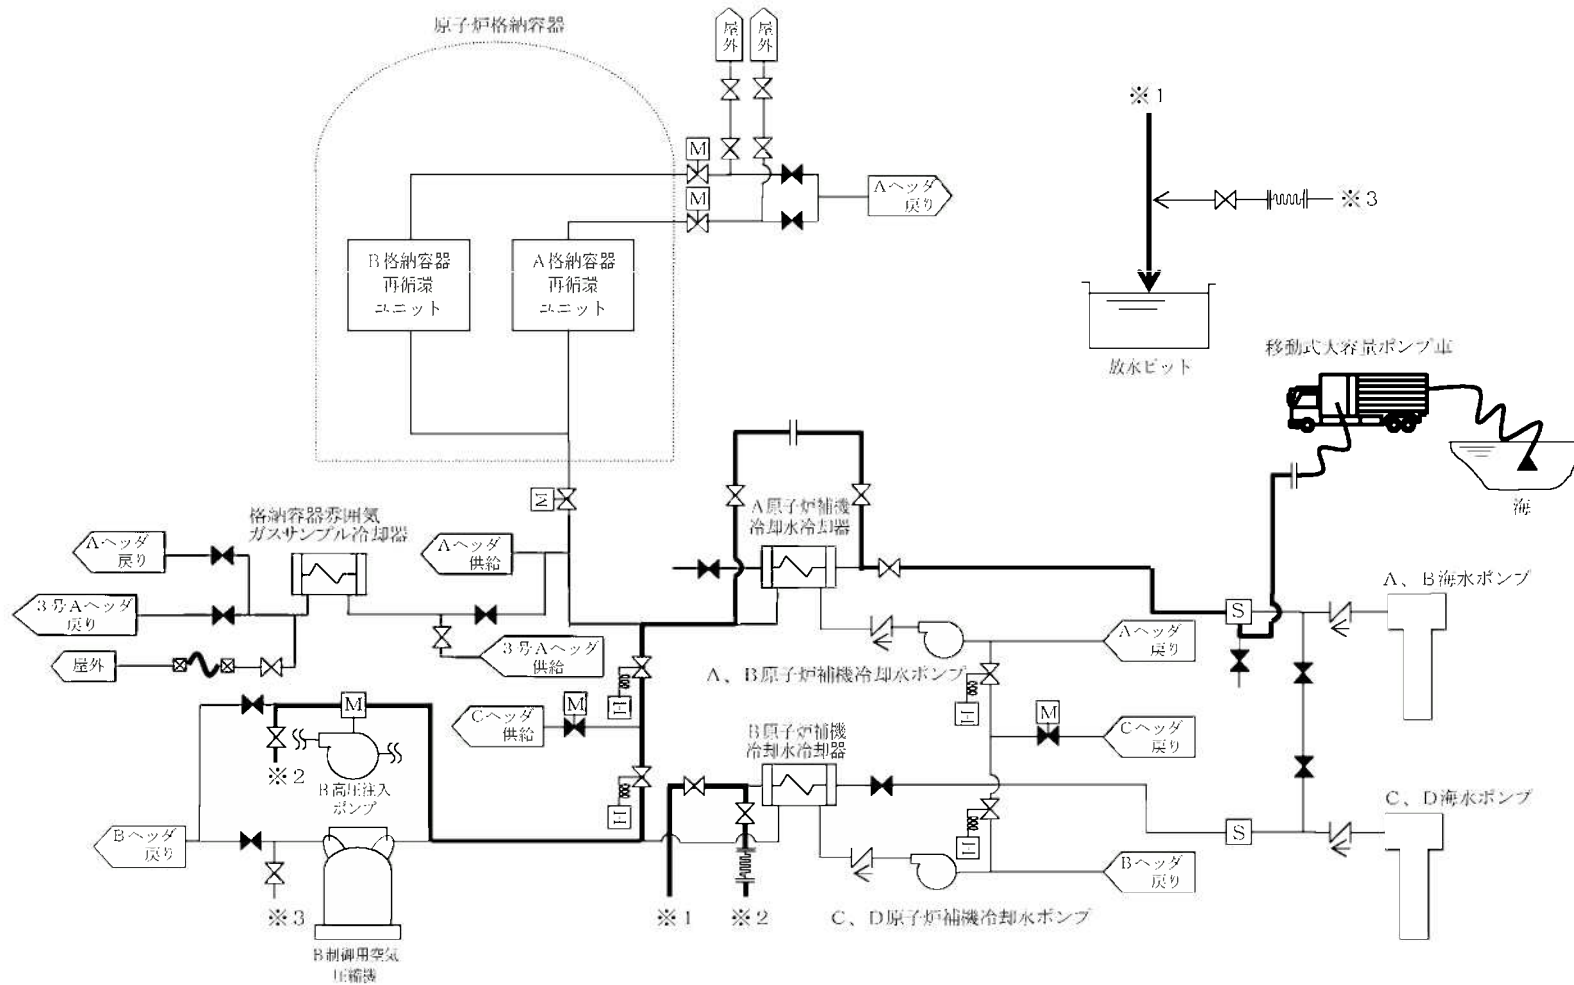 原子炉格納容器
屋外
屋外
※1
M
M
Aヘッダ
戻り
※3
B格納容器
再循環
ユニット
A格納容器
再循環
ユニット
放水ピット
移動式大容量ポンプ車
海
M
格納容器雰囲気
ガスサンプル冷却器
A原子炉補機
冷却水冷却器
Aヘッダ
戻り
Aヘッダ
供給
3号Aヘッダ
戻り
3号Aヘッダ
供給
屋外
A、B海水ポンプ
S
Aヘッダ
戻り
A、B原子炉補機冷却水ポンプ
H
H
M
M
M
Cヘッダ
供給
Cヘッダ
戻り
※2
B高圧注入
ポンプ
B原子炉補機
冷却水冷却器
C、D海水ポンプ
H
H
S
Bヘッダ
戻り
Bヘッダ
戻り
※3
※1
※2
C、D原子炉補機冷却水ポンプ
B制御用空気
圧縮機